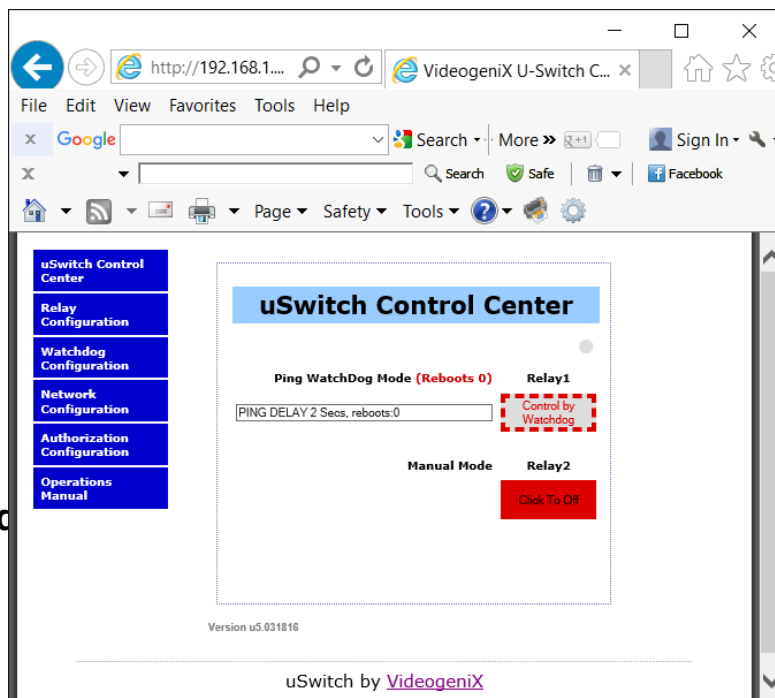 http://192.168.1....
VideogeniX U-Switch C...
File Edit View Favorites Tools Help
x Google Search More » g+1 Sign In
x Search Safe Facebook
Page Safety Tools
uSwitch Control
Center
Relay
Configuration
Watchdog
Configuration
Network
Configuration
Authorization
Configuration
Operations
Manual
uSwitch Control Center
Ping WatchDog Mode (Reboots 0) Relay1
PING DELAY 2 Secs, reboots:0
Control by
Watchdog
Manual Mode Relay2
Click To Off
Version u5.031816
uSwitch by VideogeniX